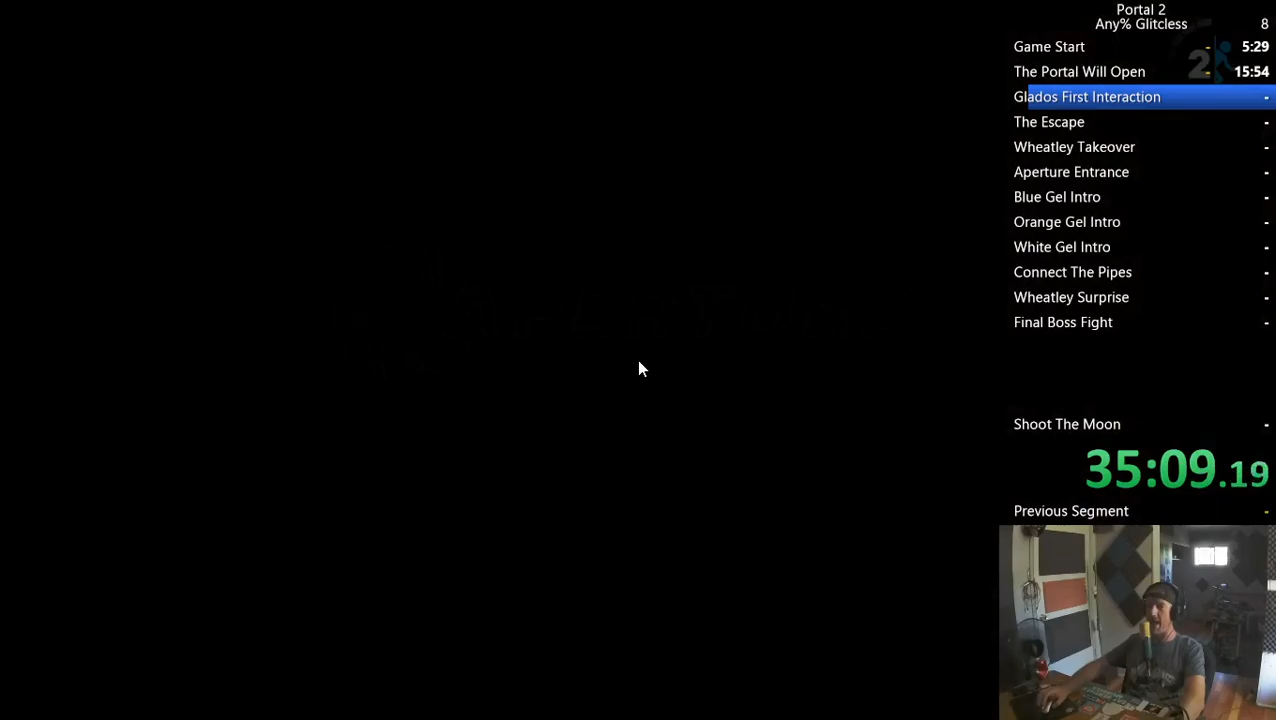 Portal 2
Any% Glitcless 8
Game Start - 5:29
The Portal Will Open - 15:54
Glados First Interaction -
The Escape -
Wheatley Takeover -
Aperture Entrance -
Blue Gel Intro -
Orange Gel Intro -
White Gel Intro -
Connect The Pipes -
Wheatley Surprise -
Final Boss Fight -
Shoot The Moon -
35:09.19
Previous Segment -